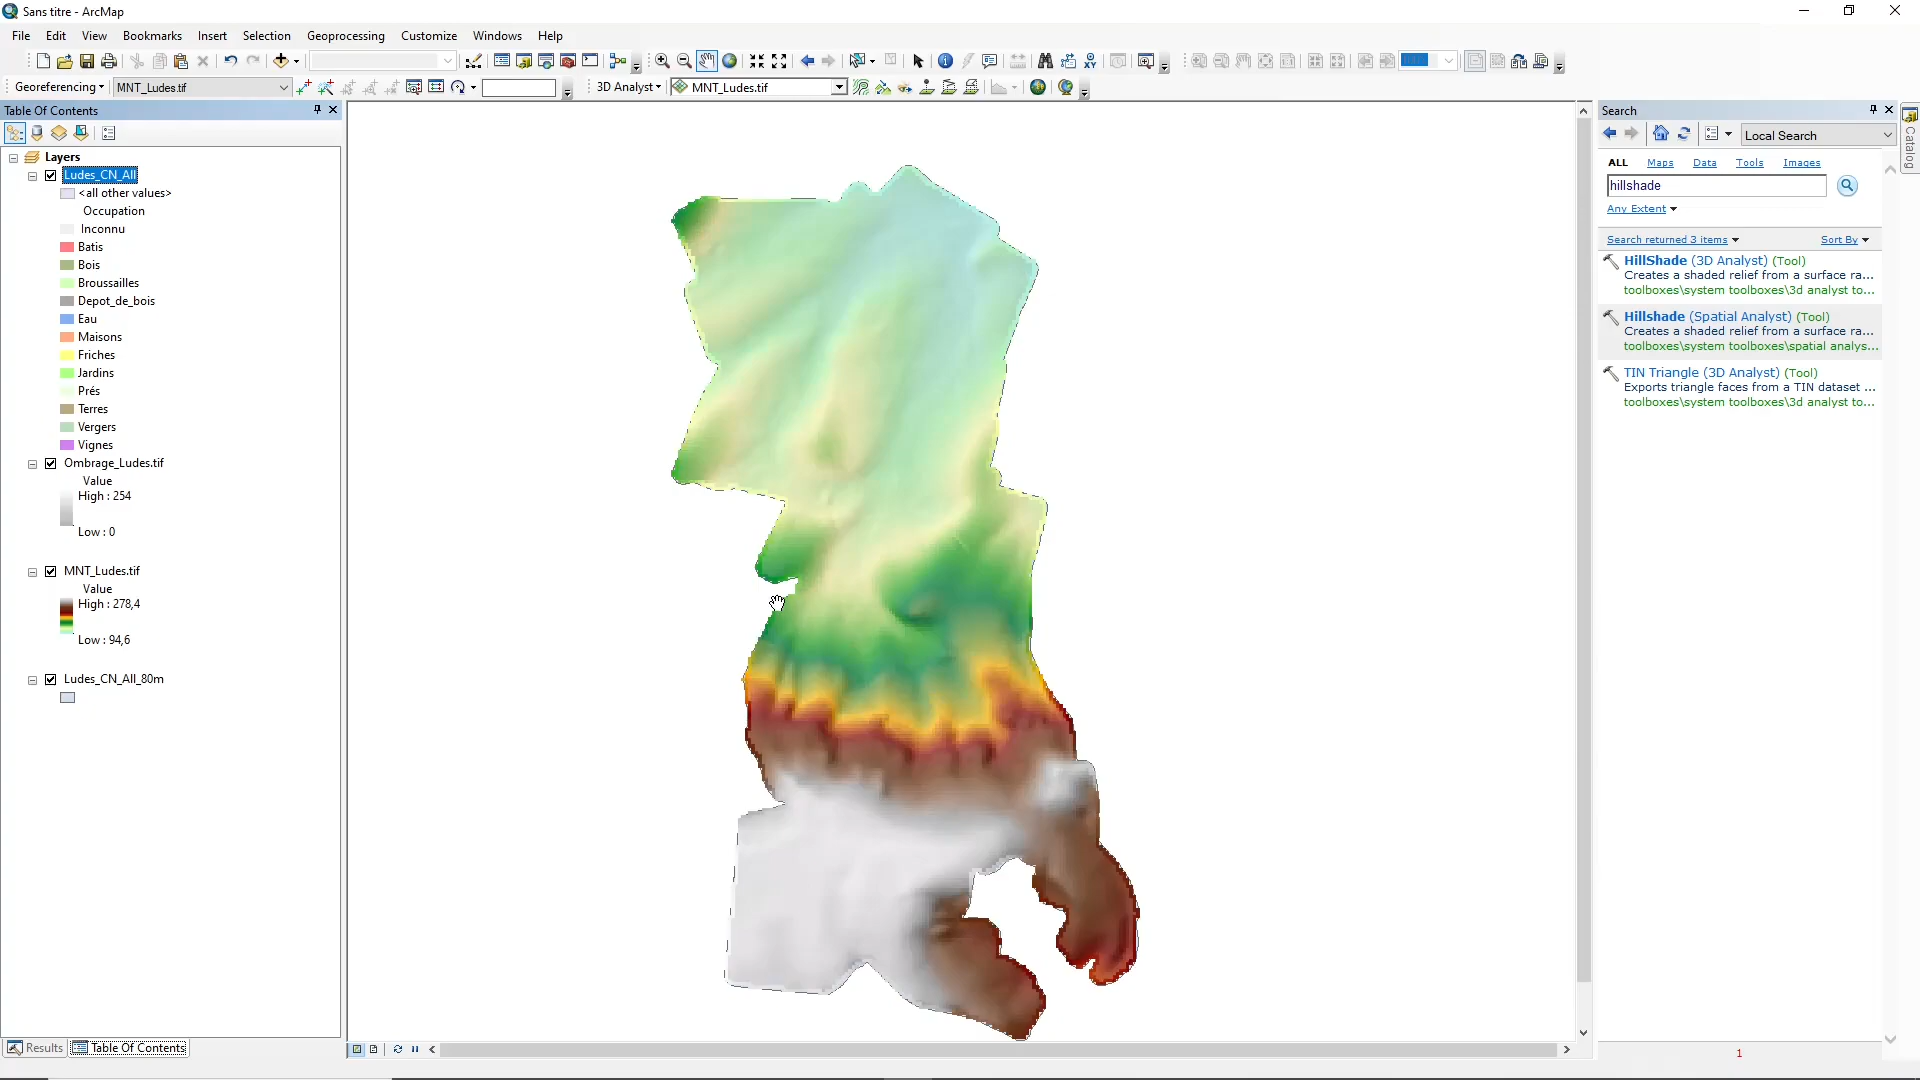 Sans titre - ArcMap
File Edit View Bookmarks Insert Selection Geoprocessing Customize Windows Help
Georeferencing MNT_Ludes.tif 3D Analyst MNT_Ludes.tif
Table Of Contents
Layers
Ludes_CN_All
<all other values>
Occupation
Inconnu
Batis
Bois
Broussailles
Depot_de_bois
Eau
Maisons
Friches
Jardins
Prés
Terres
Vergers
Vignes
Ombrage_Ludes.tif
Value
High : 254
Low : 0
MNT_Ludes.tif
Value
High : 278,4
Low : 94,6
Ludes_CN_All_80m
Results Table Of Contents
Search
Local Search
ALL Maps Data Tools Images
hillshade
Any Extent
Search returned 3 items Sort By
HillShade (3D Analyst) (Tool)
Creates a shaded relief from a surface ra...
toolboxes\system toolboxes\3d analyst to...
Hillshade (Spatial Analyst) (Tool)
Creates a shaded relief from a surface ra...
toolboxes\system toolboxes\spatial analys...
TIN Triangle (3D Analyst) (Tool)
Exports triangle faces from a TIN dataset ...
toolboxes\system toolboxes\3d analyst to...
1
Catalog